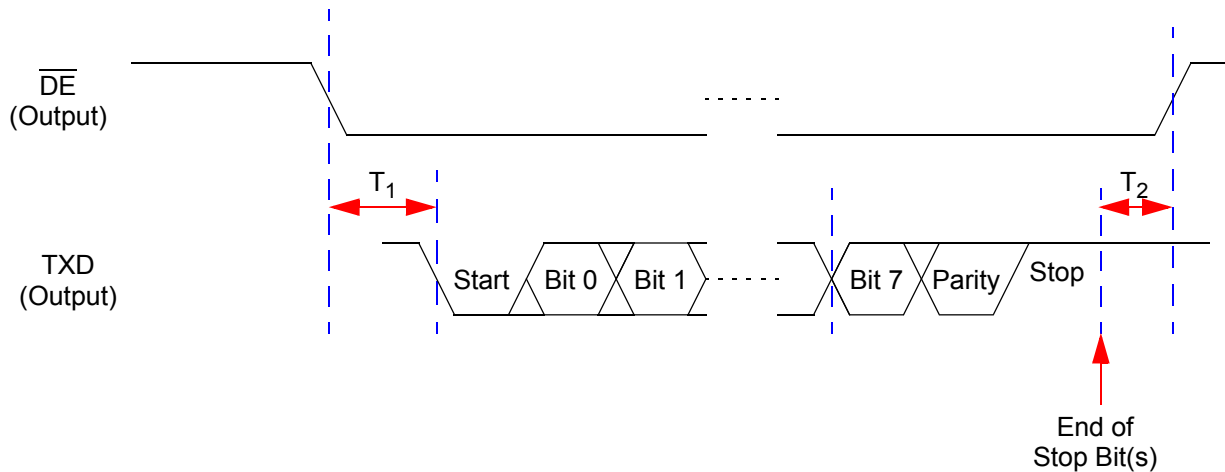 DE
(Output)
T1
T2
TXD
(Output)
Start
Bit 0
Bit 1
Bit 7
Parity
Stop
End of
Stop Bit(s)